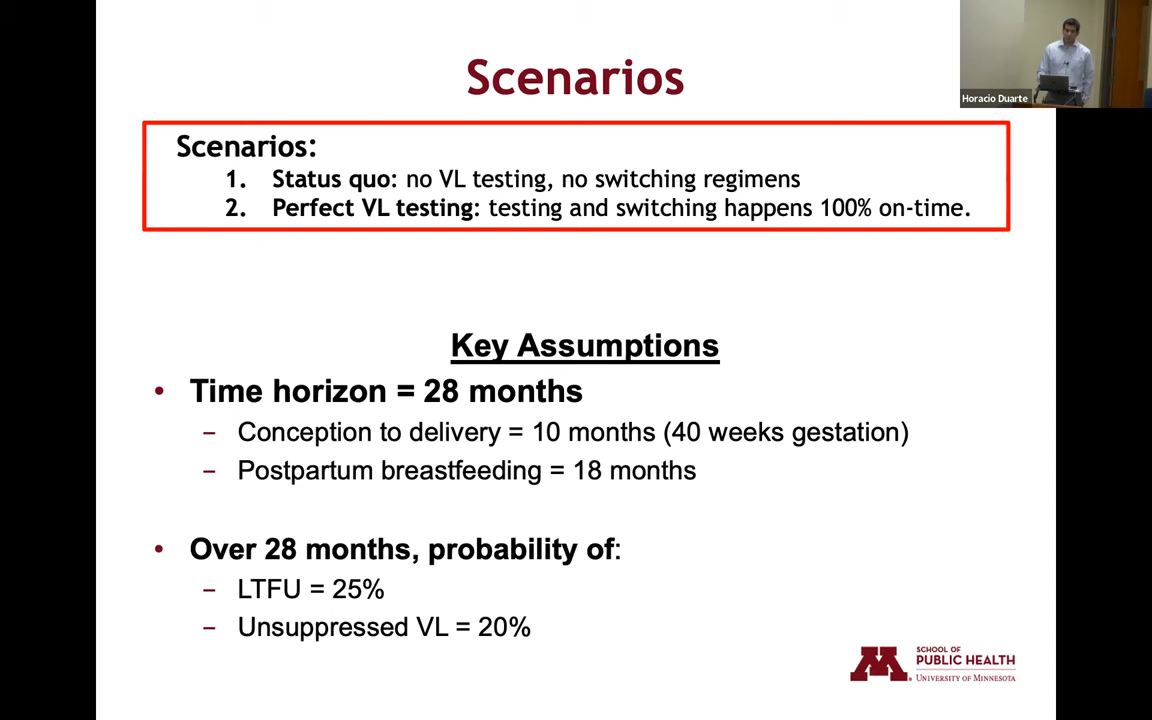 Scenarios
Horacio Duarte
Scenarios:
1. Status quo: no VL testing, no switching regimens
2. Perfect VL testing: testing and switching happens 100% on-time.
Key Assumptions
• Time horizon = 28 months
– Conception to delivery = 10 months (40 weeks gestation)
– Postpartum breastfeeding = 18 months
• Over 28 months, probability of:
– LTFU = 25%
– Unsuppressed VL = 20%
M
SCHOOL OF
PUBLIC HEALTH
UNIVERSITY OF MINNESOTA